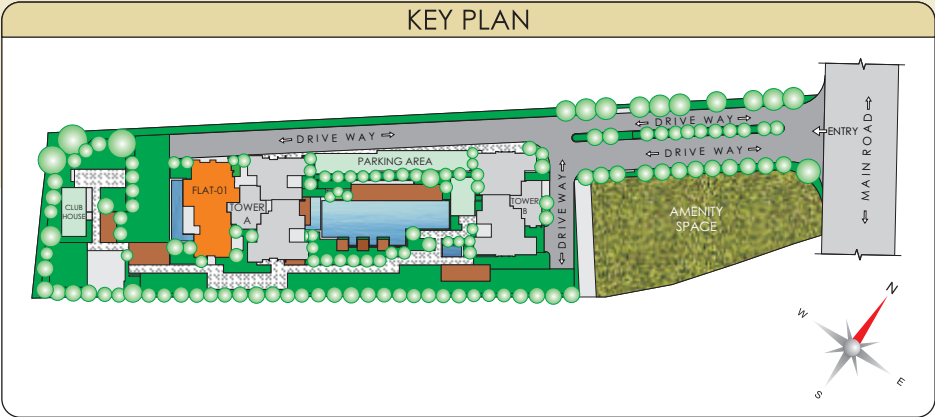 KEY PLAN
DRIVE WAY
ENTRY
DRIVE WAY
DRIVE WAY
MAIN ROAD
PARKING AREA
FLAT-01
CLUB
HOUSE
TOWER
A
TOWER
B
DRIVE WAY
AMENITY
SPACE
N
W
E
S